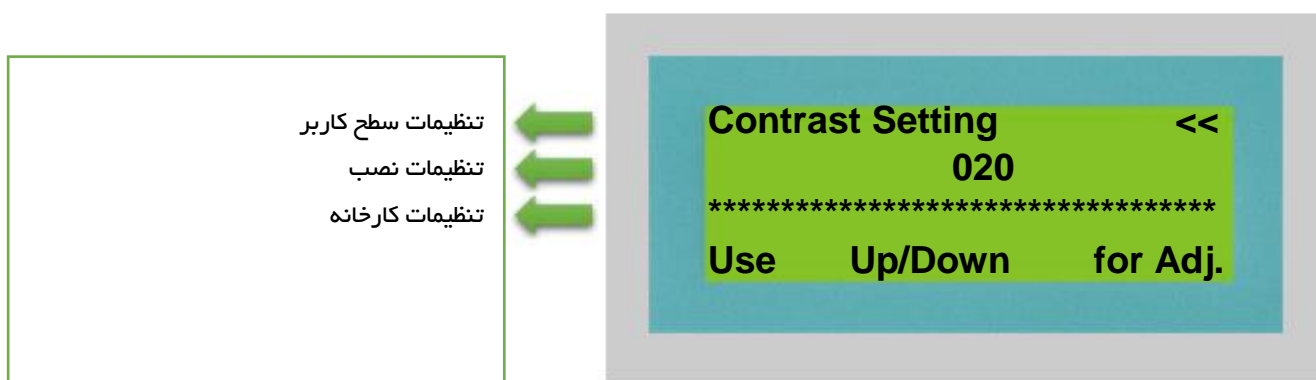 تنظیمات سطح کاربر
تنظیمات نصب
تنظیمات کارخانه
Contrast Setting <<
020
***********************************
Use Up/Down for Adj.